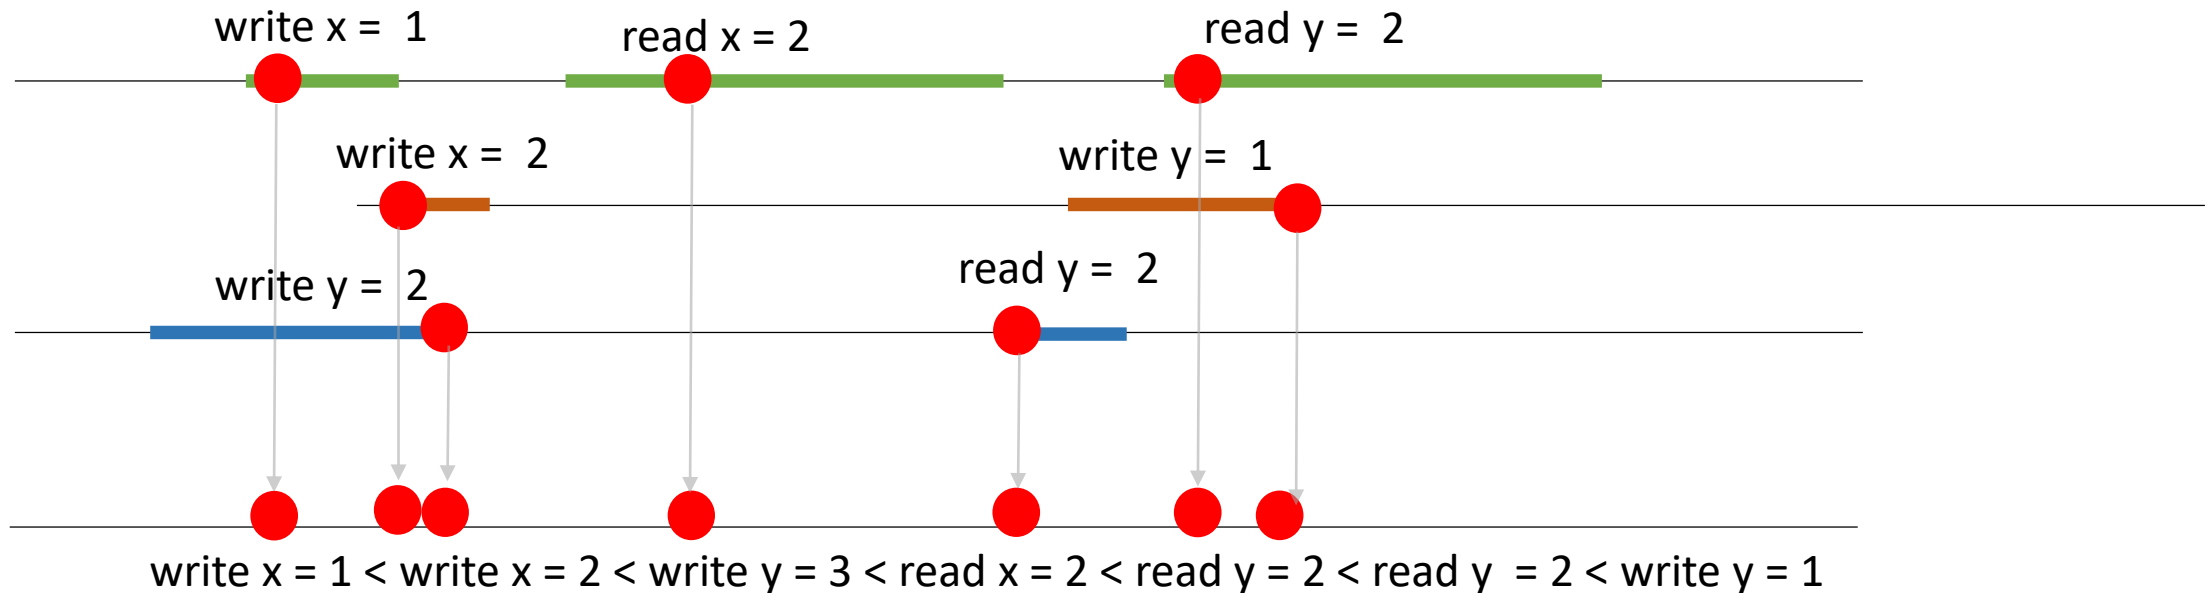 write x = 1
read x = 2
read y = 2
write x = 2
write y = 1
write y = 2
read y = 2
write x = 1 < write x = 2 < write y = 3 < read x = 2 < read y = 2 < read y = 2 < write y = 1